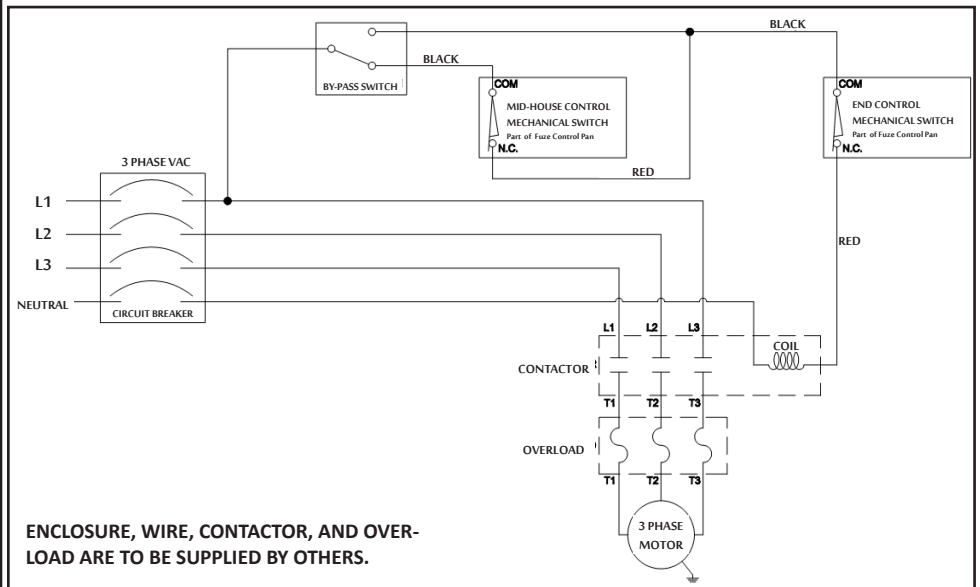 BLACK
BLACK
BY-PASS SWITCH
COM
MID-HOUSE CONTROL
MECHANICAL SWITCH
Part of Fuze Control Pan
N.C.
COM
END CONTROL
MECHANICAL SWITCH
Part of Fuze Control Pan
N.C.
RED
3 PHASE VAC
L1
L2
L3
NEUTRAL
CIRCUIT BREAKER
RED
L1 L2 L3
COIL
CONTACTOR
T1 T2 T3
OVERLOAD
T1 T2 T3
3 PHASE
MOTOR
ENCLOSURE, WIRE, CONTACTOR, AND OVER-
LOAD ARE TO BE SUPPLIED BY OTHERS.